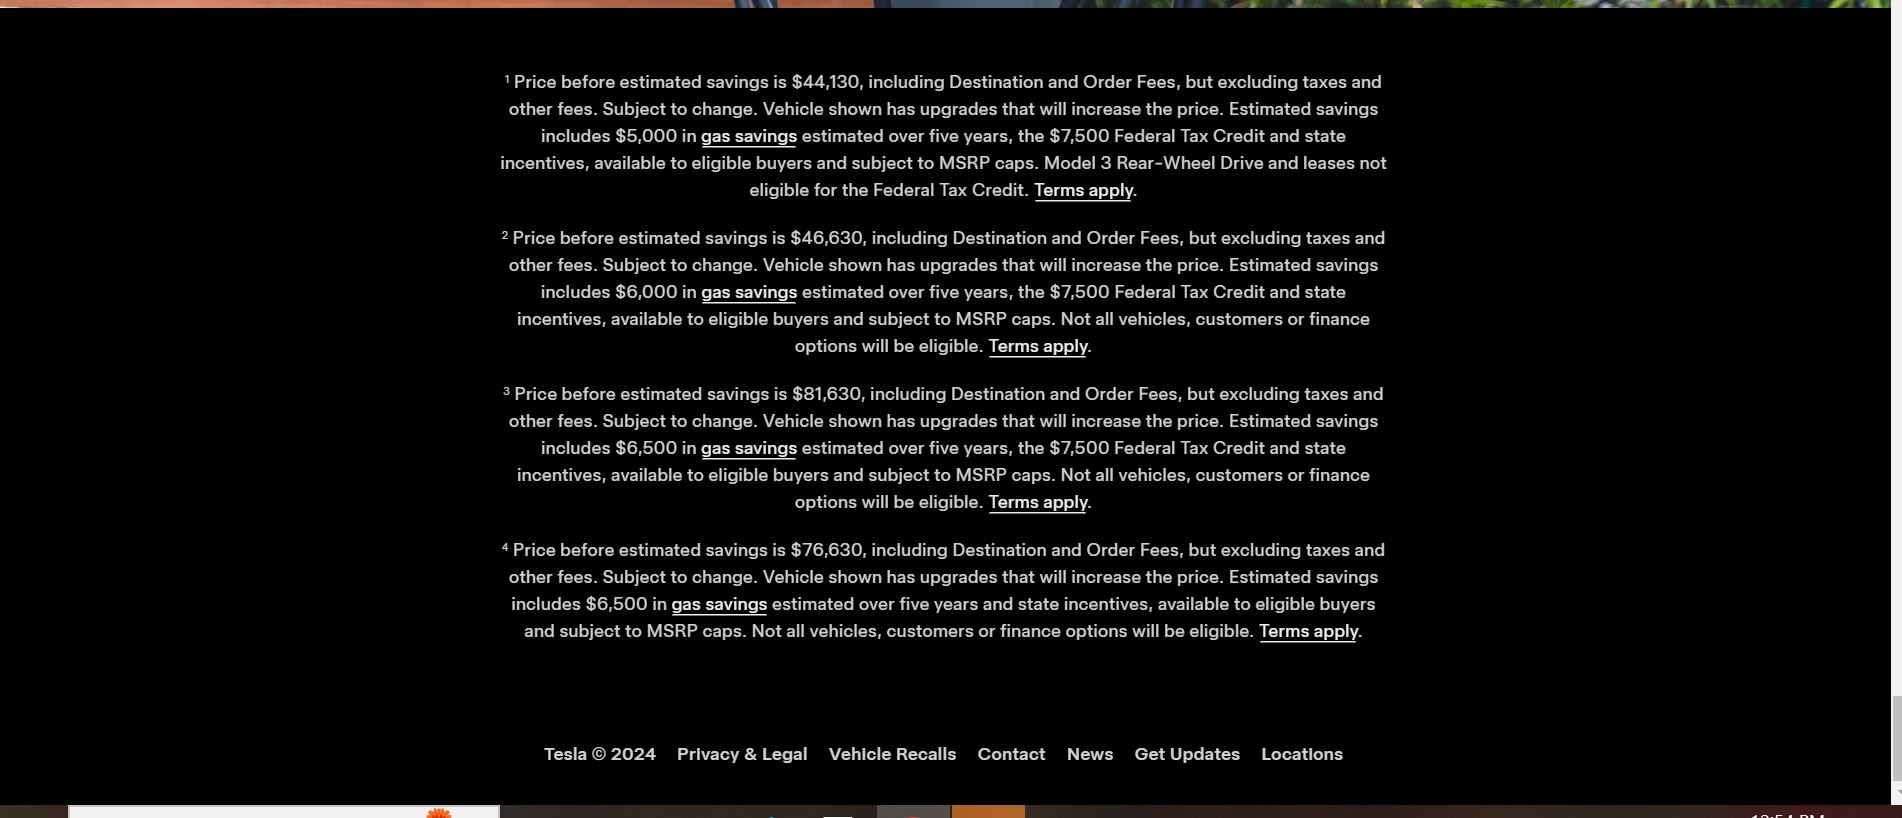 ¹ Price before estimated savings is $44,130, including Destination and Order Fees, but excluding taxes and
other fees. Subject to change. Vehicle shown has upgrades that will increase the price. Estimated savings
includes $5,000 in gas savings estimated over five years, the $7,500 Federal Tax Credit and state
incentives, available to eligible buyers and subject to MSRP caps. Model 3 Rear-Wheel Drive and leases not
eligible for the Federal Tax Credit. Terms apply.
² Price before estimated savings is $46,630, including Destination and Order Fees, but excluding taxes and
other fees. Subject to change. Vehicle shown has upgrades that will increase the price. Estimated savings
includes $6,000 in gas savings estimated over five years, the $7,500 Federal Tax Credit and state
incentives, available to eligible buyers and subject to MSRP caps. Not all vehicles, customers or finance
options will be eligible. Terms apply.
³ Price before estimated savings is $81,630, including Destination and Order Fees, but excluding taxes and
other fees. Subject to change. Vehicle shown has upgrades that will increase the price. Estimated savings
includes $6,500 in gas savings estimated over five years, the $7,500 Federal Tax Credit and state
incentives, available to eligible buyers and subject to MSRP caps. Not all vehicles, customers or finance
options will be eligible. Terms apply.
⁴ Price before estimated savings is $76,630, including Destination and Order Fees, but excluding taxes and
other fees. Subject to change. Vehicle shown has upgrades that will increase the price. Estimated savings
includes $6,500 in gas savings estimated over five years and state incentives, available to eligible buyers
and subject to MSRP caps. Not all vehicles, customers or finance options will be eligible. Terms apply.
Tesla © 2024 Privacy & Legal Vehicle Recalls Contact News Get Updates Locations